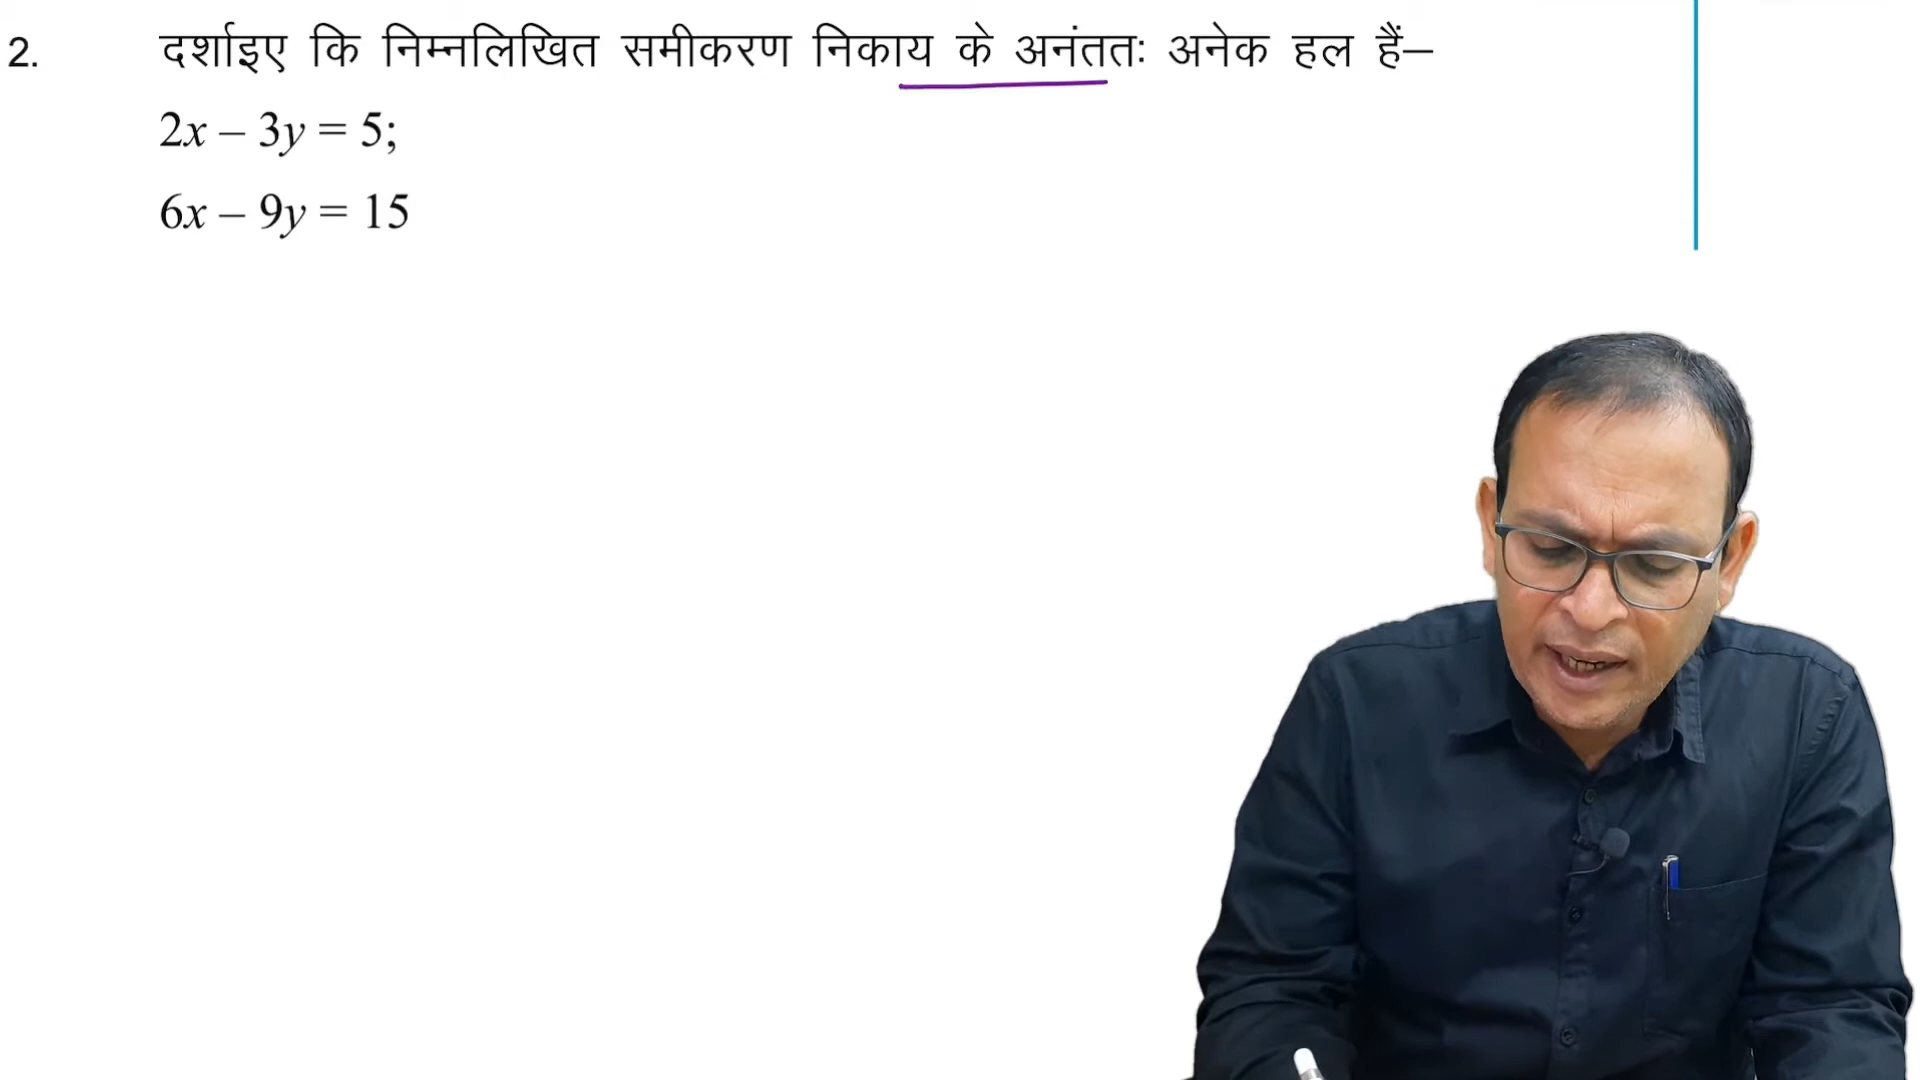 2. दर्शाइए कि निम्नलिखित समीकरण निकाय के अनंततः अनेक हल हैं–
2x – 3y = 5;
6x – 9y = 15